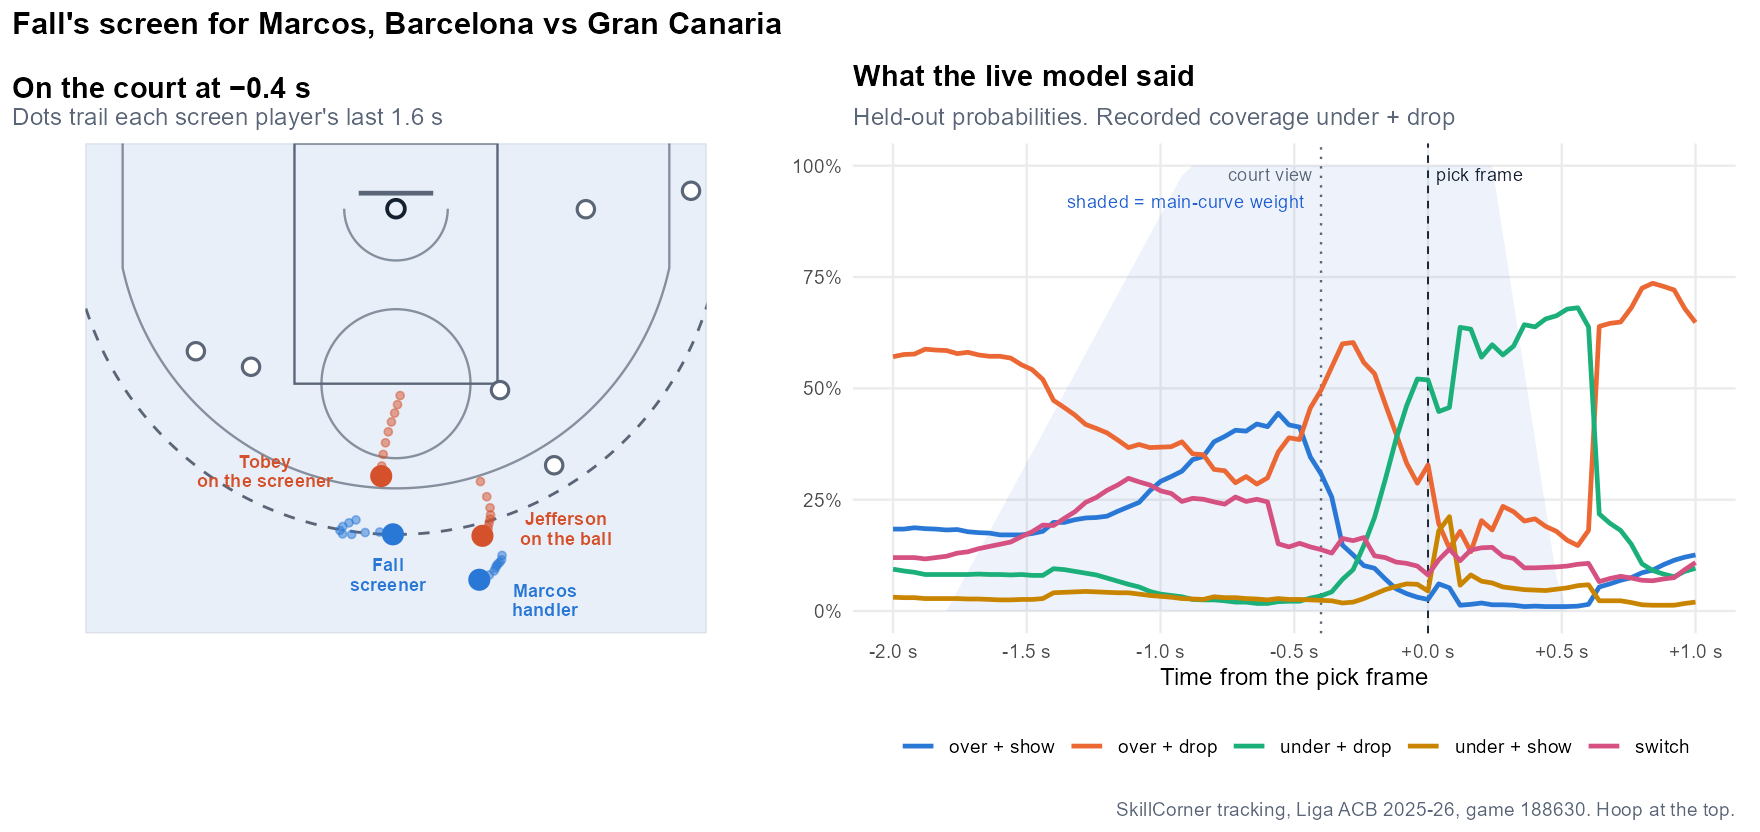 Fall's screen for Marcos, Barcelona vs Gran Canaria
On the court at −0.4 s
Dots trail each screen player's last 1.6 s
Tobey
on the screener
Jefferson
on the ball
Fall
screener
Marcos
handler
What the live model said
Held-out probabilities. Recorded coverage under + drop
100%
75%
50%
25%
0%
court view
pick frame
shaded = main-curve weight
-2.0 s
-1.5 s
-1.0 s
-0.5 s
+0.0 s
+0.5 s
+1.0 s
Time from the pick frame
over + show
over + drop
under + drop
under + show
switch
SkillCorner tracking, Liga ACB 2025-26, game 188630. Hoop at the top.